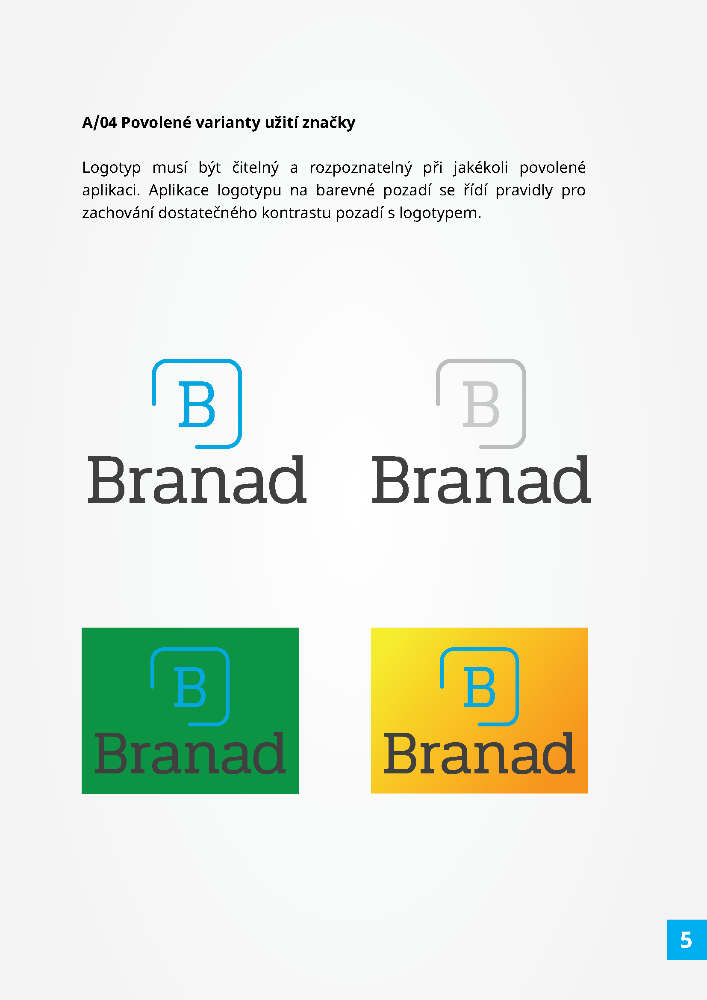 A/04 Povolené varianty užití značky
Logotyp musí být čitelný a rozpoznatelný při jakékoli povolené
aplikaci. Aplikace logotypu na barevné pozadí se řídí pravidly pro
zachování dostatečného kontrastu pozadí s logotypem.
B
Branad
B
Branad
B
Branad
B
Branad
5